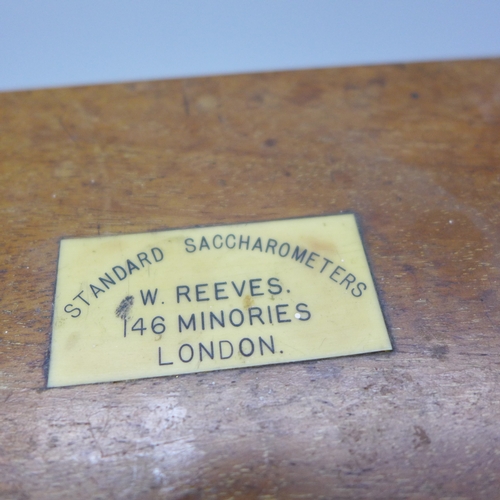 STANDARD SACCHAROMETERS
W. REEVES.
146 MINORIES
LONDON.